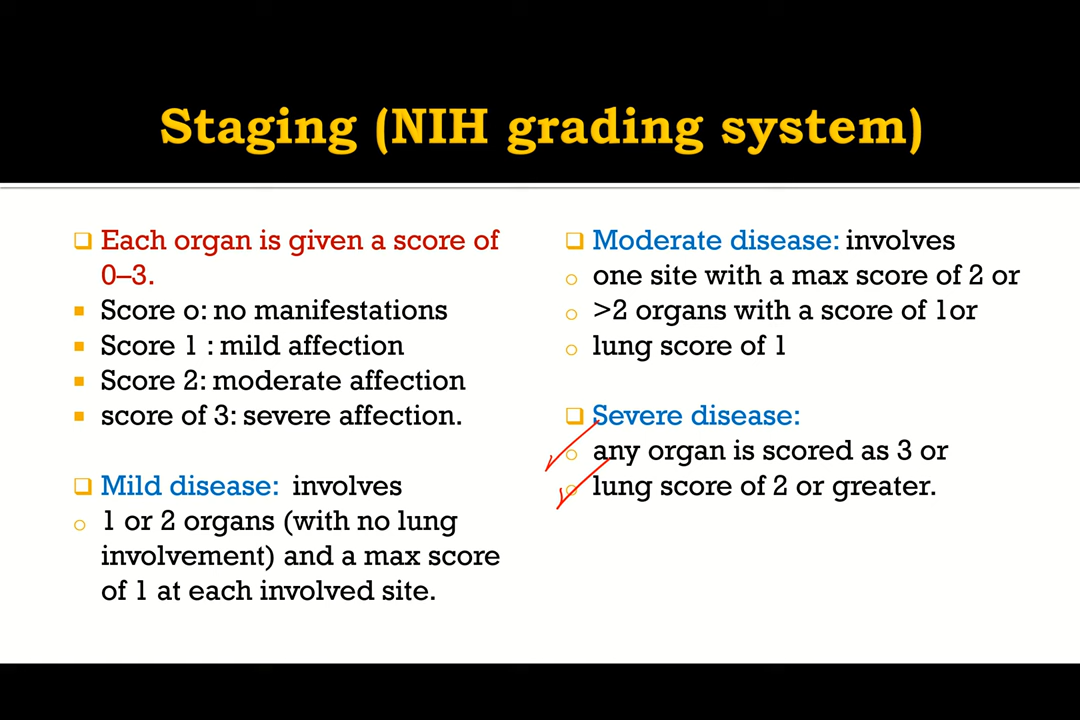 Staging (NIH grading system)
Each organ is given a score of
0–3.
Score o: no manifestations
Score 1 : mild affection
Score 2: moderate affection
score of 3: severe affection.
Mild disease: involves
1 or 2 organs (with no lung
involvement) and a max score
of 1 at each involved site.
Moderate disease: involves
one site with a max score of 2 or
>2 organs with a score of 1or
lung score of 1
Severe disease:
any organ is scored as 3 or
lung score of 2 or greater.